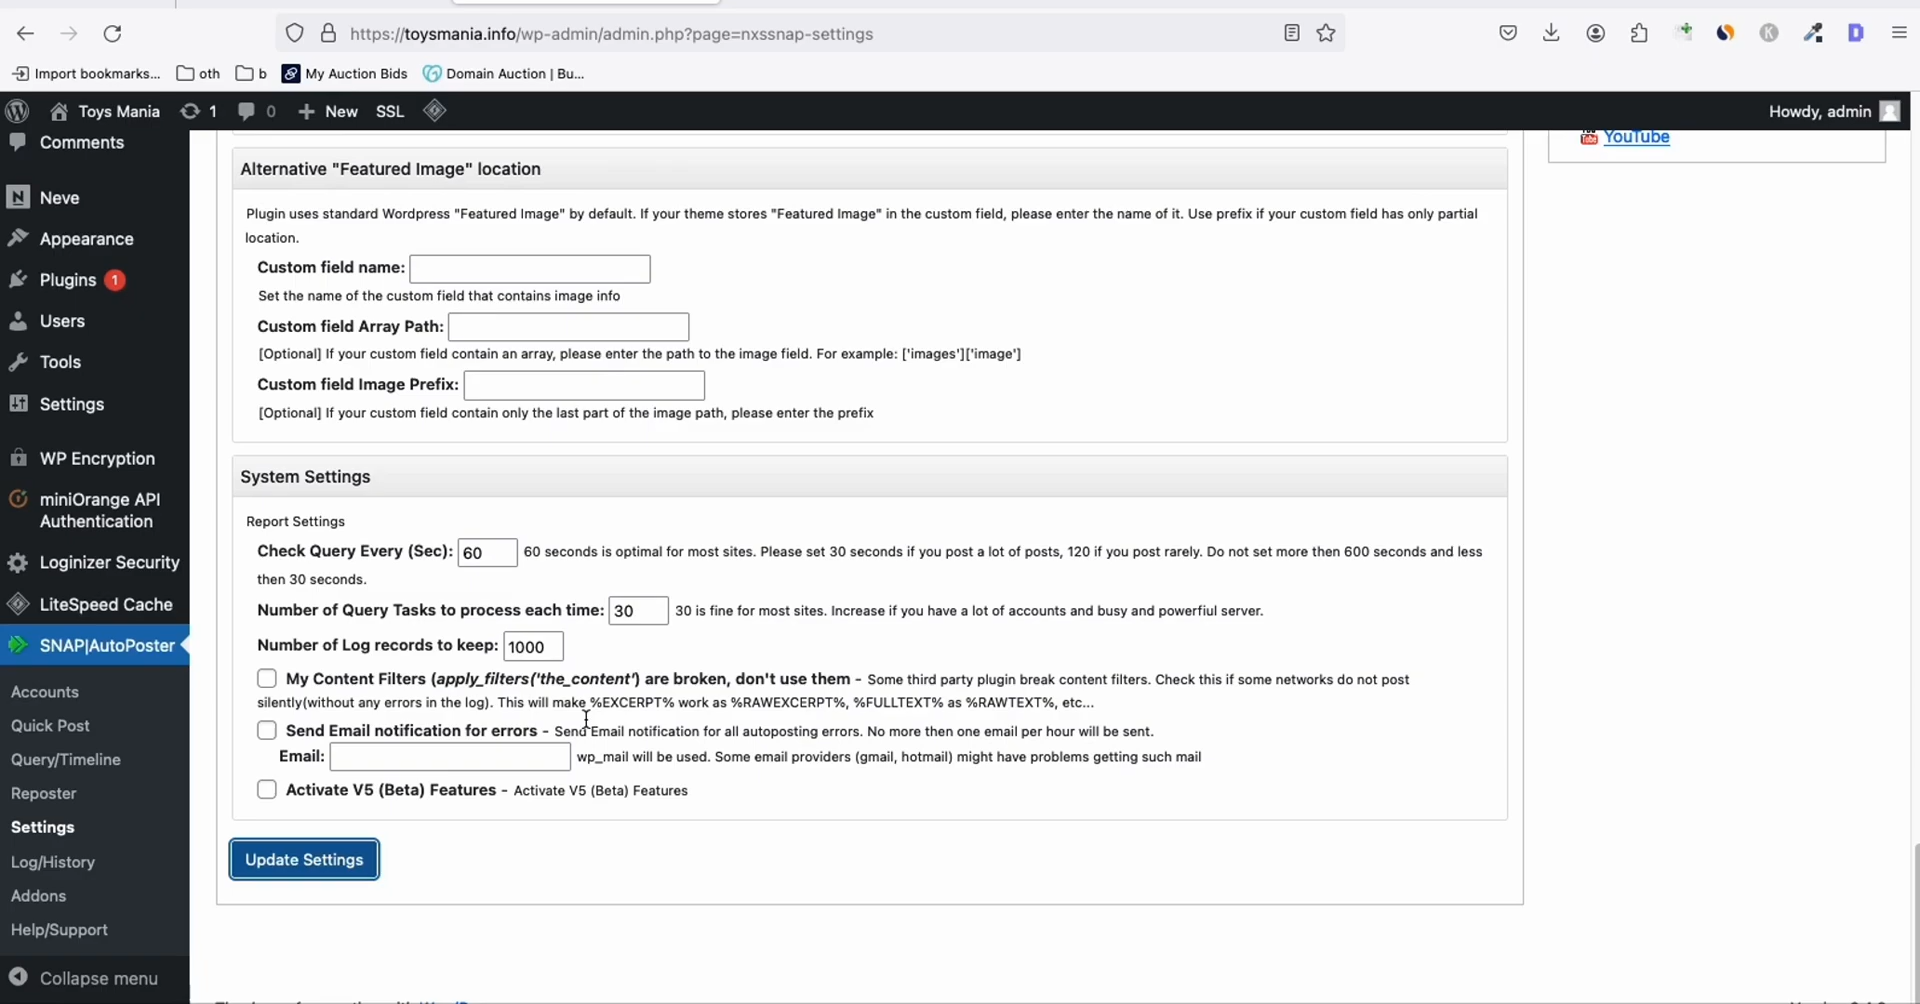 https://toysmania.info/wp-admin/admin.php?page=nxssnap-settings
Import bookmarks... oth b My Auction Bids Domain Auction | Bu...
Toys Mania 1 0 + New SSL Howdy, admin
Comments
Neve
Appearance
Plugins 1
Users
Tools
Settings
WP Encryption
miniOrange API
Authentication
Loginizer Security
LiteSpeed Cache
SNAP|AutoPoster
Accounts
Quick Post
Query/Timeline
Reposter
Settings
Log/History
Addons
Help/Support
Collapse menu
YouTube
Alternative "Featured Image" location
Plugin uses standard Wordpress "Featured Image" by default. If your theme stores "Featured Image" in the custom field, please enter the name of it. Use prefix if your custom field has only partial
location.
Custom field name:
Set the name of the custom field that contains image info
Custom field Array Path:
[Optional] If your custom field contain an array, please enter the path to the image field. For example: ['images']['image']
Custom field Image Prefix:
[Optional] If your custom field contain only the last part of the image path, please enter the prefix
System Settings
Report Settings
Check Query Every (Sec): 60 60 seconds is optimal for most sites. Please set 30 seconds if you post a lot of posts, 120 if you post rarely. Do not set more then 600 seconds and less
then 30 seconds.
Number of Query Tasks to process each time: 30 30 is fine for most sites. Increase if you have a lot of accounts and busy and powerfiul server.
Number of Log records to keep: 1000
My Content Filters (apply_filters('the_content') are broken, don't use them - Some third party plugin break content filters. Check this if some networks do not post
silently(without any errors in the log). This will make %EXCERPT% work as %RAWEXCERPT%, %FULLTEXT% as %RAWTEXT%, etc...
Send Email notification for errors - Send Email notification for all autoposting errors. No more then one email per hour will be sent.
Email: wp_mail will be used. Some email providers (gmail, hotmail) might have problems getting such mail
Activate V5 (Beta) Features - Activate V5 (Beta) Features
Update Settings